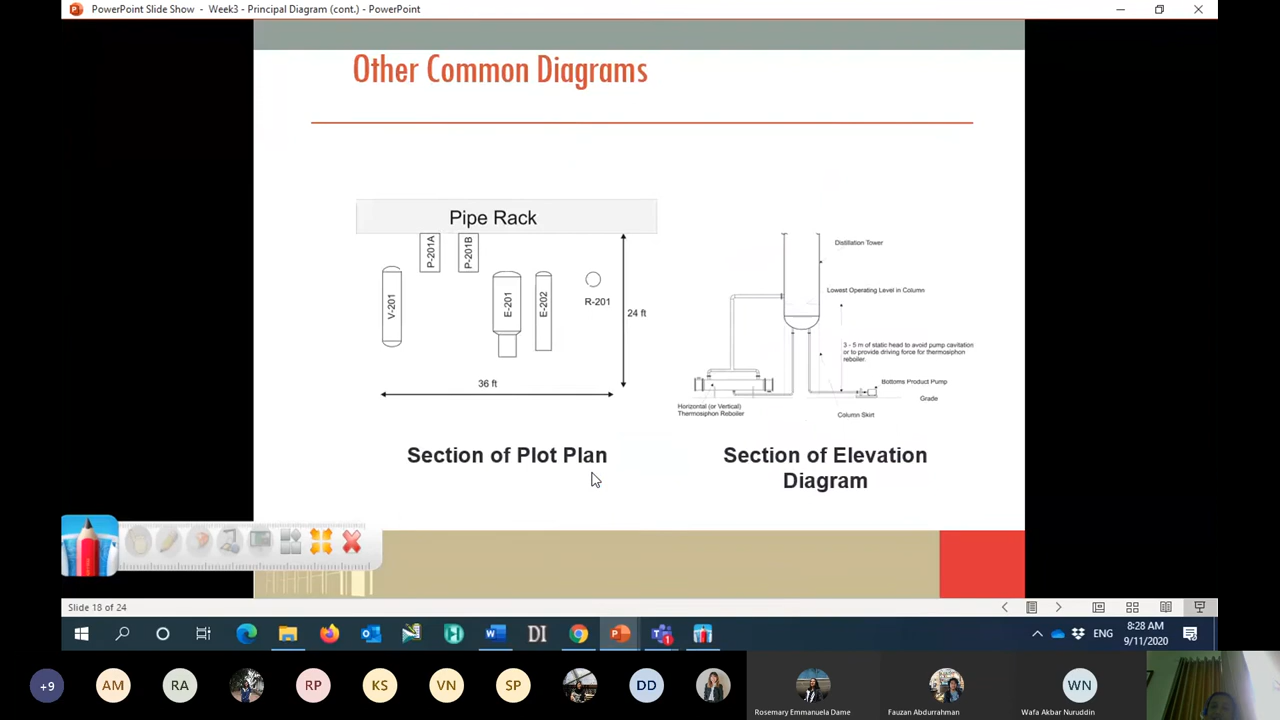 PowerPoint Slide Show - Week3 - Principal Diagram (cont.) - PowerPoint
Other Common Diagrams
Pipe Rack
P-201A
P-201B
V-201
E-201
E-202
R-201
24 ft
36 ft
Distillation Tower
Lowest Operating Level in Column
3 - 5 m of static head to avoid pump cavitation
or to provide driving force for thermosiphon
reboiler.
Bottoms Product Pump
Grade
Horizontal (or Vertical)
Thermosiphon Reboiler
Column Skirt
Section of Plot Plan
Section of Elevation
Diagram
Slide 18 of 24
DI
1
ENG
8:28 AM
9/11/2020
+9
AM
RA
RP
KS
VN
SP
DD
WN
Rosemary Emmanuela Dame
Fauzan Abdurrahman
Wafa Akbar Nuruddin